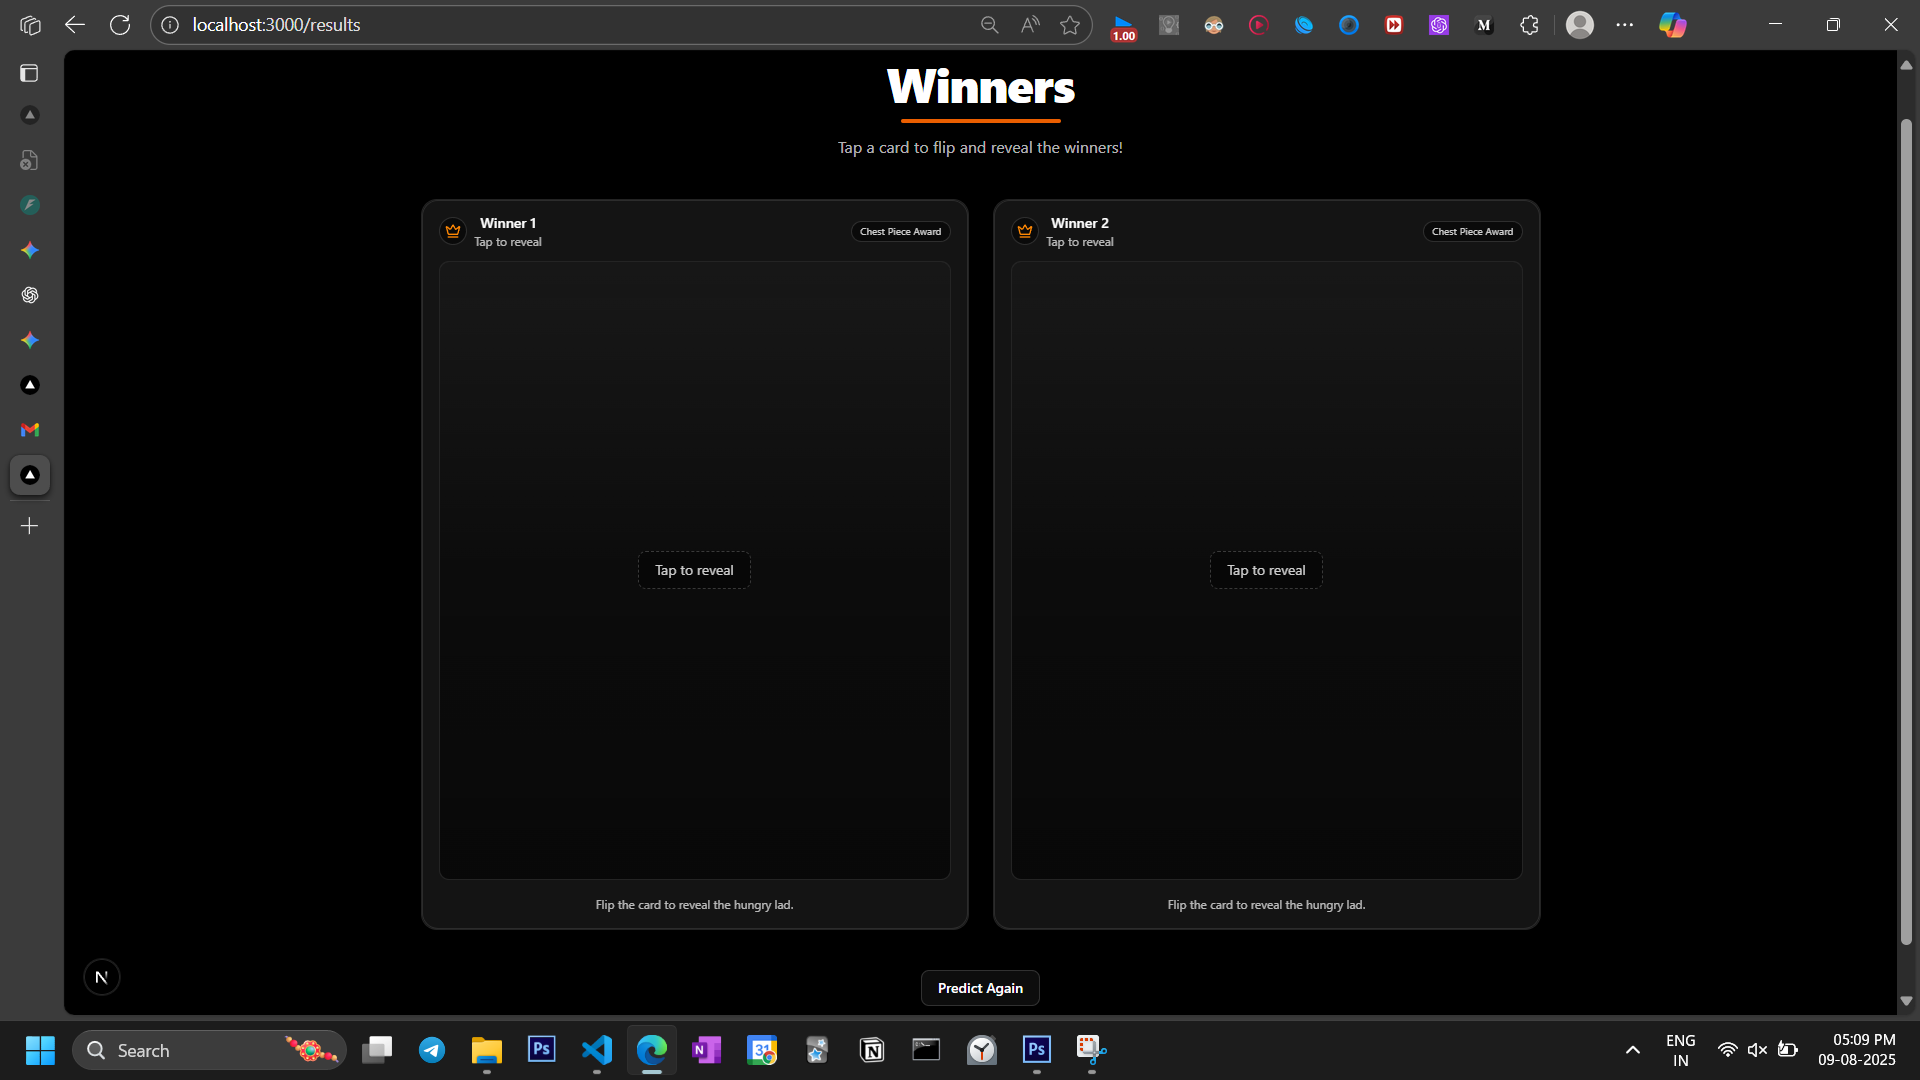 localhost:3000/results
1.00
M
Winners
Tap a card to flip and reveal the winners!
Winner 1
Tap to reveal
Chest Piece Award
Winner 2
Tap to reveal
Chest Piece Award
Tap to reveal
Tap to reveal
Flip the card to reveal the hungry lad.
Flip the card to reveal the hungry lad.
N
Predict Again
Search
Ps
N
31
N
Ps
ENG
IN
05:09 PM
09-08-2025